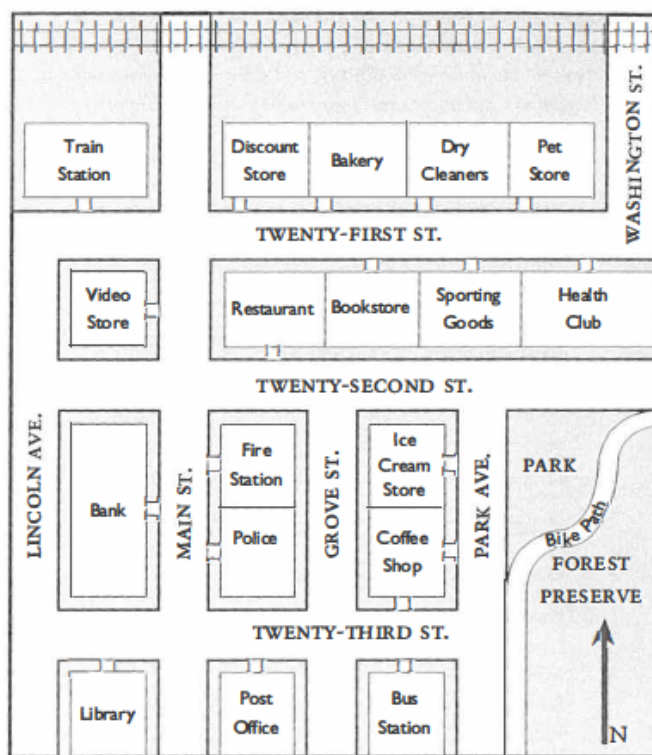 WASHINGTON ST.
Train
Station
Discount
Store
Bakery
Dry
Cleaners
Pet
Store
TWENTY-FIRST ST.
Video
Store
Restaurant
Bookstore
Sporting
Goods
Health
Club
TWENTY-SECOND ST.
LINCOLN AVE.
Bank
MAIN ST.
Fire
Station
Police
GROVE ST.
Ice
Cream
Store
Coffee
Shop
PARK AVE.
PARK
Bike Path
FOREST
PRESERVE
TWENTY-THIRD ST.
Library
Post
Office
Bus
Station
N